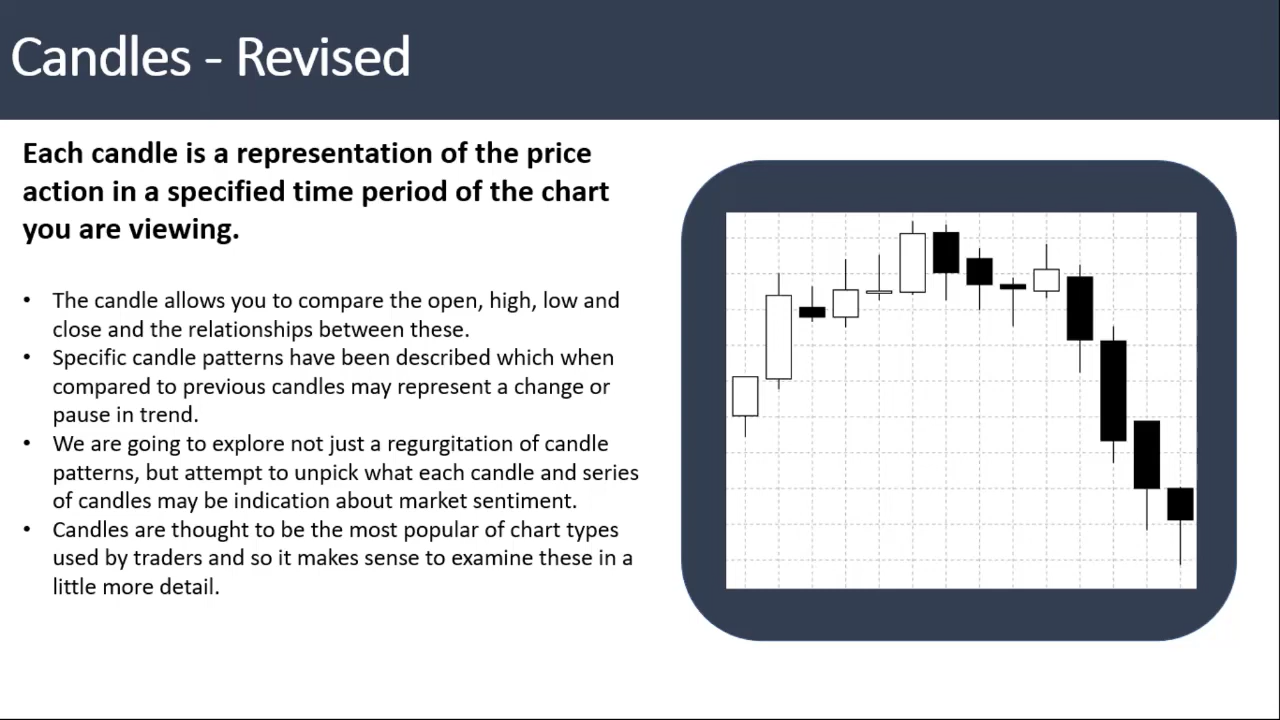 Candles - Revised
Each candle is a representation of the price
action in a specified time period of the chart
you are viewing.
• The candle allows you to compare the open, high, low and
close and the relationships between these.
• Specific candle patterns have been described which when
compared to previous candles may represent a change or
pause in trend.
• We are going to explore not just a regurgitation of candle
patterns, but attempt to unpick what each candle and series
of candles may be indication about market sentiment.
• Candles are thought to be the most popular of chart types
used by traders and so it makes sense to examine these in a
little more detail.